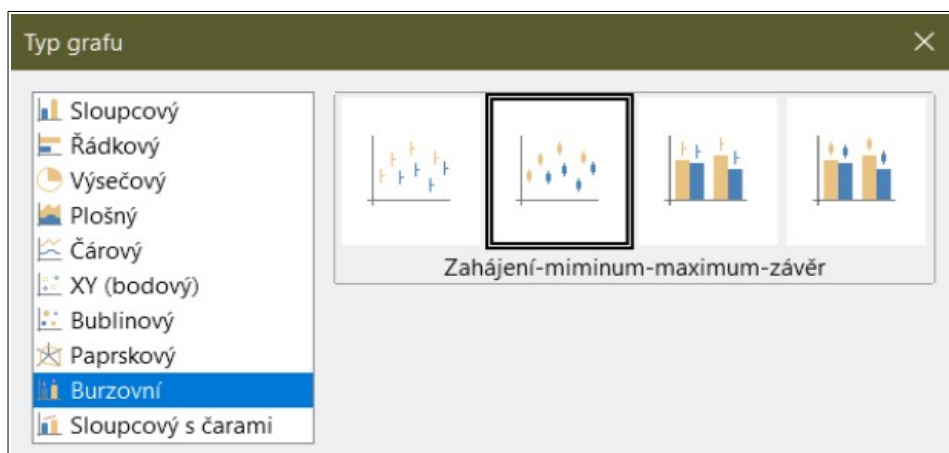 Typ grafu
Sloupcový
Řádkový
Výsečový
Plošný
Čárový
XY (bodový)
Bublinový
Paprskový
Burzovní
Sloupcový s čarami
Zahájení-miminum-maximum-závěr